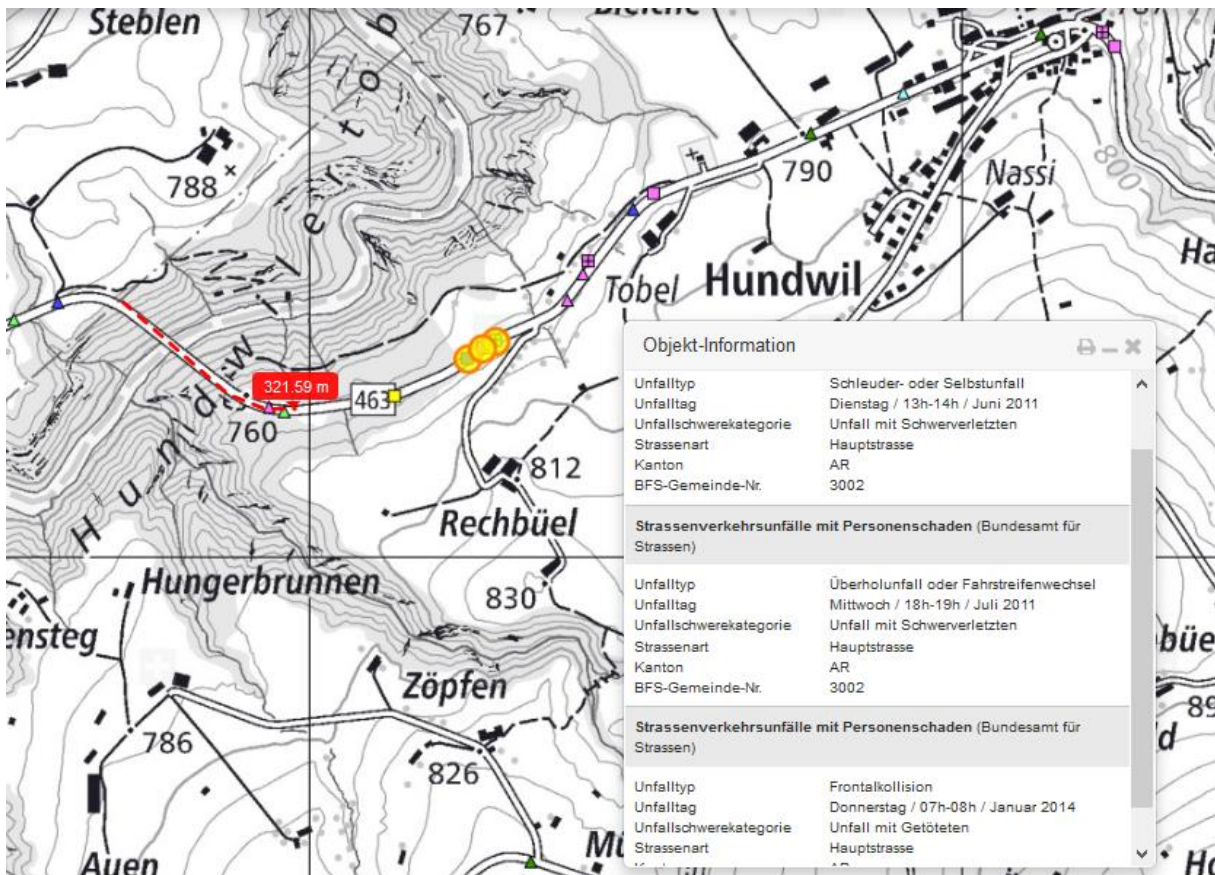 Steblen
767
788
790
Nassi
800
Tobel
Hundwil
Hundwilertobel
321.59 m
463
760
812
Rechbüel
Hungerbrunnen
830
ensteg
Zöpfen
786
826
Auen
Objekt-Information
Unfalltyp Schleuder- oder Selbstunfall
Unfalltag Dienstag / 13h-14h / Juni 2011
Unfallschwerekategorie Unfall mit Schwerverletzten
Strassenart Hauptstrasse
Kanton AR
BFS-Gemeinde-Nr. 3002
Strassenverkehrsunfälle mit Personenschaden (Bundesamt für
Strassen)
Unfalltyp Überholunfall oder Fahrstreifenwechsel
Unfalltag Mittwoch / 18h-19h / Juli 2011
Unfallschwerekategorie Unfall mit Schwerverletzten
Strassenart Hauptstrasse
Kanton AR
BFS-Gemeinde-Nr. 3002
Strassenverkehrsunfälle mit Personenschaden (Bundesamt für
Strassen)
Unfalltyp Frontalkollision
Unfalltag Donnerstag / 07h-08h / Januar 2014
Unfallschwerekategorie Unfall mit Getöteten
Strassenart Hauptstrasse